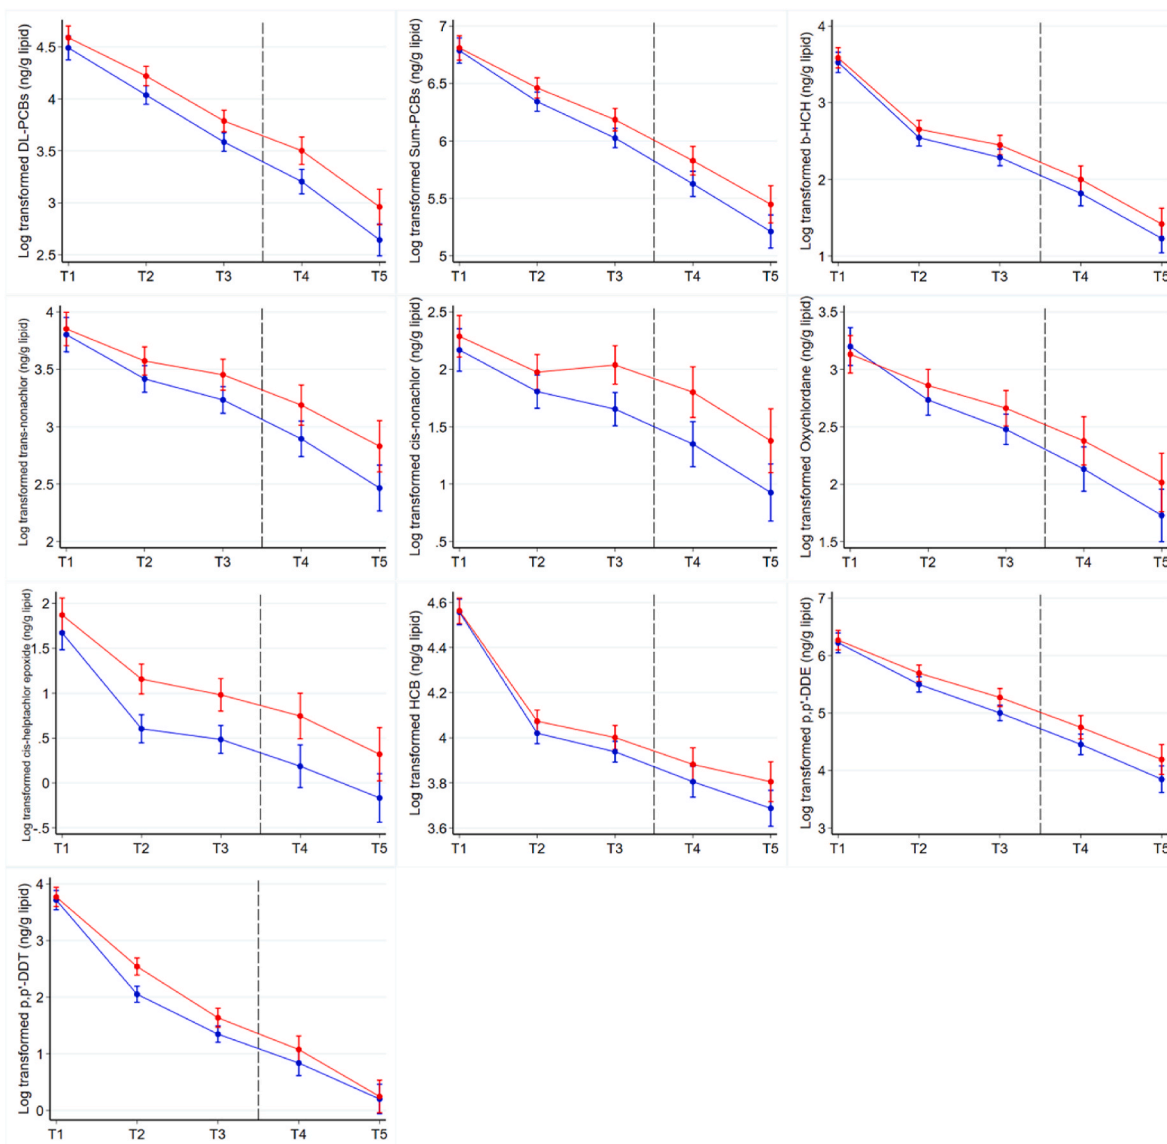 Log transformed DL-PCBs (ng/g lipid)
4.5
4
3.5
3
2.5
T1 T2 T3 T4 T5
Log transformed Sum-PCBs (ng/g lipid)
7
6.5
6
5.5
5
T1 T2 T3 T4 T5
Log transformed b-HCH (ng/g lipid)
4
3
2
1
T1 T2 T3 T4 T5
Log transformed trans-nonachlor (ng/g lipid)
4
3.5
3
2.5
2
T1 T2 T3 T4 T5
Log transformed cis-nonachlor (ng/g lipid)
2.5
2
1.5
1
.5
T1 T2 T3 T4 T5
Log transformed Oxychlordane (ng/g lipid)
3.5
3
2.5
2
1.5
T1 T2 T3 T4 T5
Log transformed cis-helptachlor epoxide (ng/g lipid)
2
1.5
1
.5
0
-.5
T1 T2 T3 T4 T5
Log transformed HCB (ng/g lipid)
4.6
4.4
4.2
4
3.8
3.6
T1 T2 T3 T4 T5
Log transformed p,p'-DDE (ng/g lipid)
7
6
5
4
3
T1 T2 T3 T4 T5
Log transformed p,p'-DDT (ng/g lipid)
4
3
2
1
0
T1 T2 T3 T4 T5